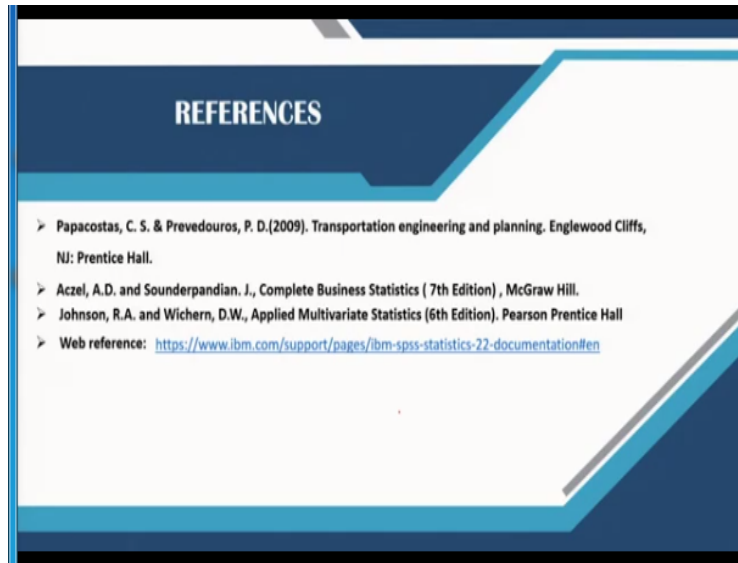 REFERENCES
➢ Papacostas, C. S. & Prevedouros, P. D.(2009). Transportation engineering and planning. Englewood Cliffs,
NJ: Prentice Hall.
➢ Aczel, A.D. and Sounderpandian. J., Complete Business Statistics ( 7th Edition) , McGraw Hill.
➢ Johnson, R.A. and Wichern, D.W., Applied Multivariate Statistics (6th Edition). Pearson Prentice Hall
➢ Web reference: https://www.ibm.com/support/pages/ibm-spss-statistics-22-documentation#en